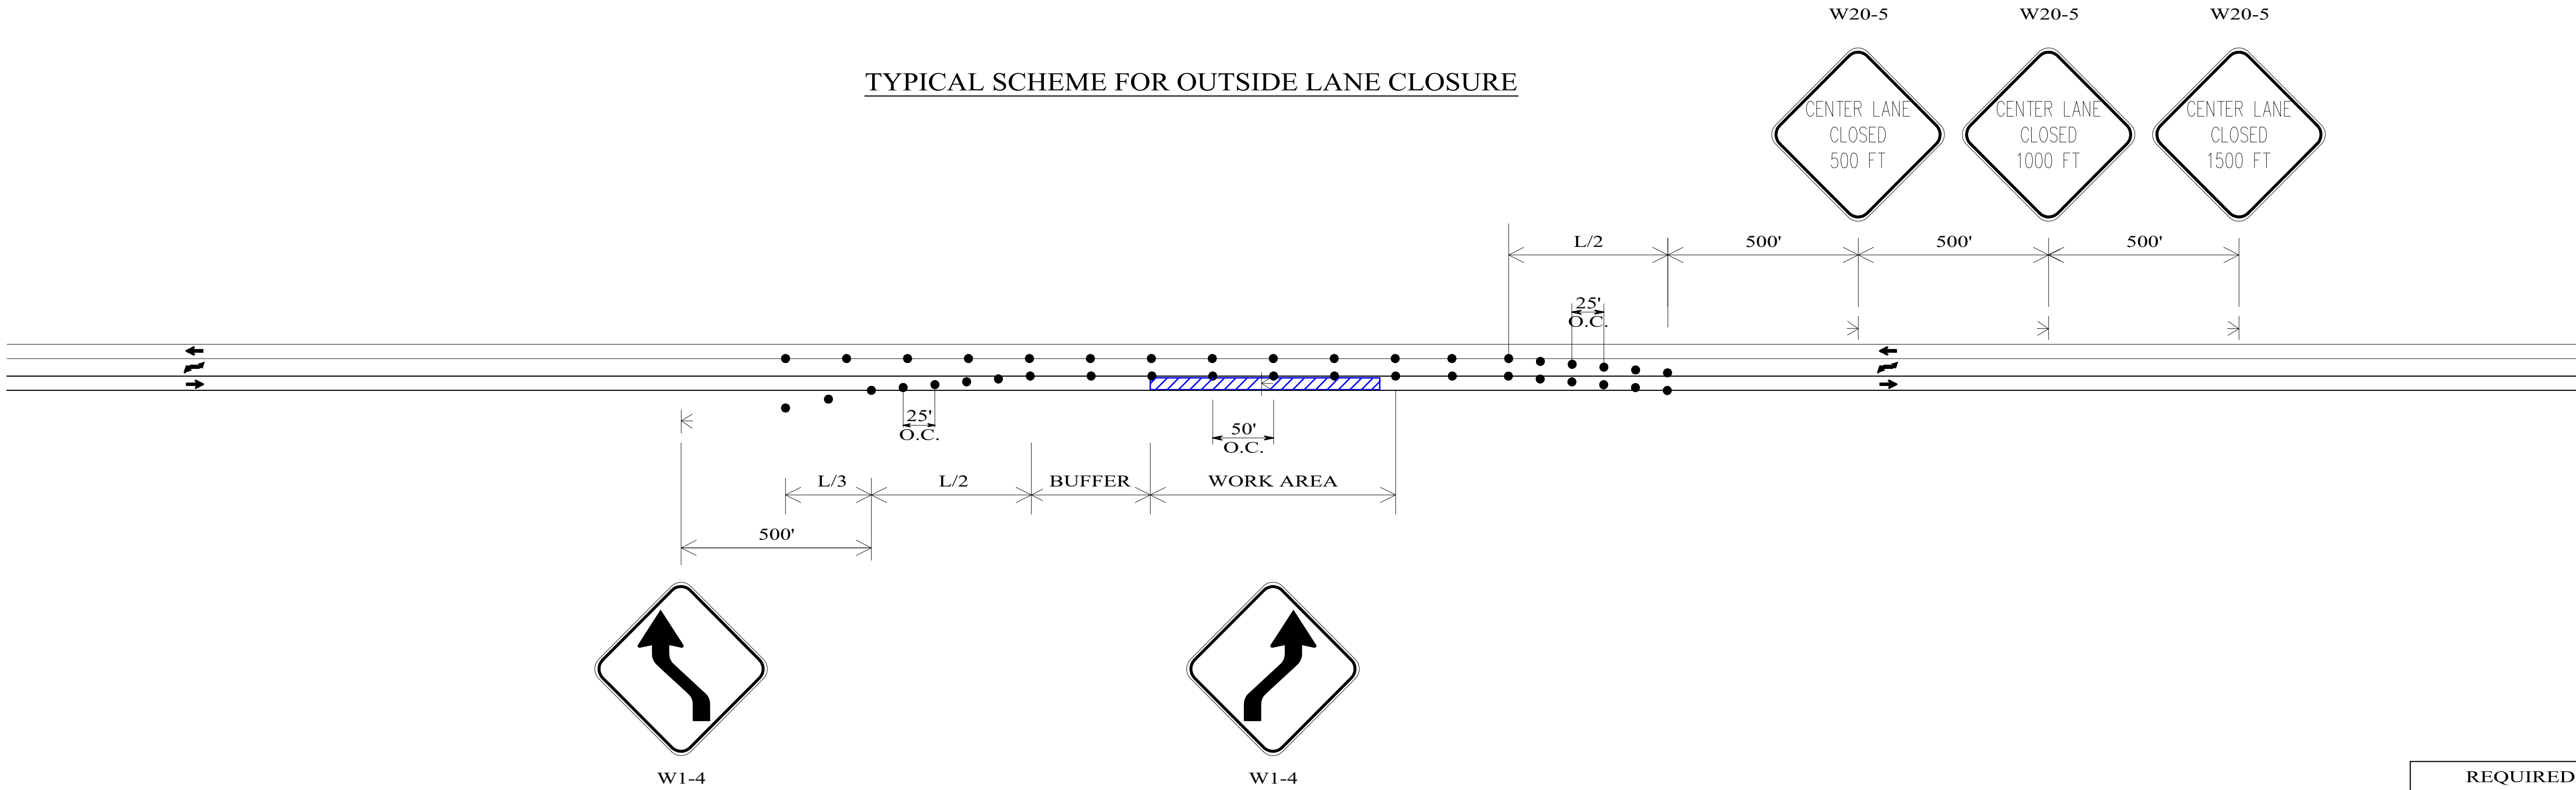 W20-5
W20-5
W20-5
TYPICAL SCHEME FOR OUTSIDE LANE CLOSURE
CENTER LANE
CLOSED
500 FT
CENTER LANE
CLOSED
1000 FT
CENTER LANE
CLOSED
1500 FT
L/2
500'
500'
500'
25'
O.C.
25'
O.C.
50'
O.C.
L/3
L/2
BUFFER
WORK AREA
500'
W1-4
W1-4
REQUIRED